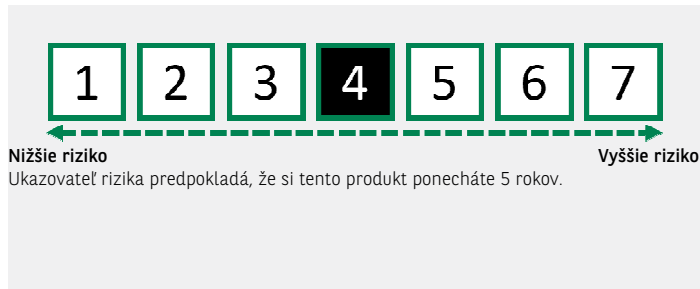 1 2 3 4 5 6 7
Nižšie riziko Vyššie riziko
Ukazovateľ rizika predpokladá, že si tento produkt ponecháte 5 rokov.